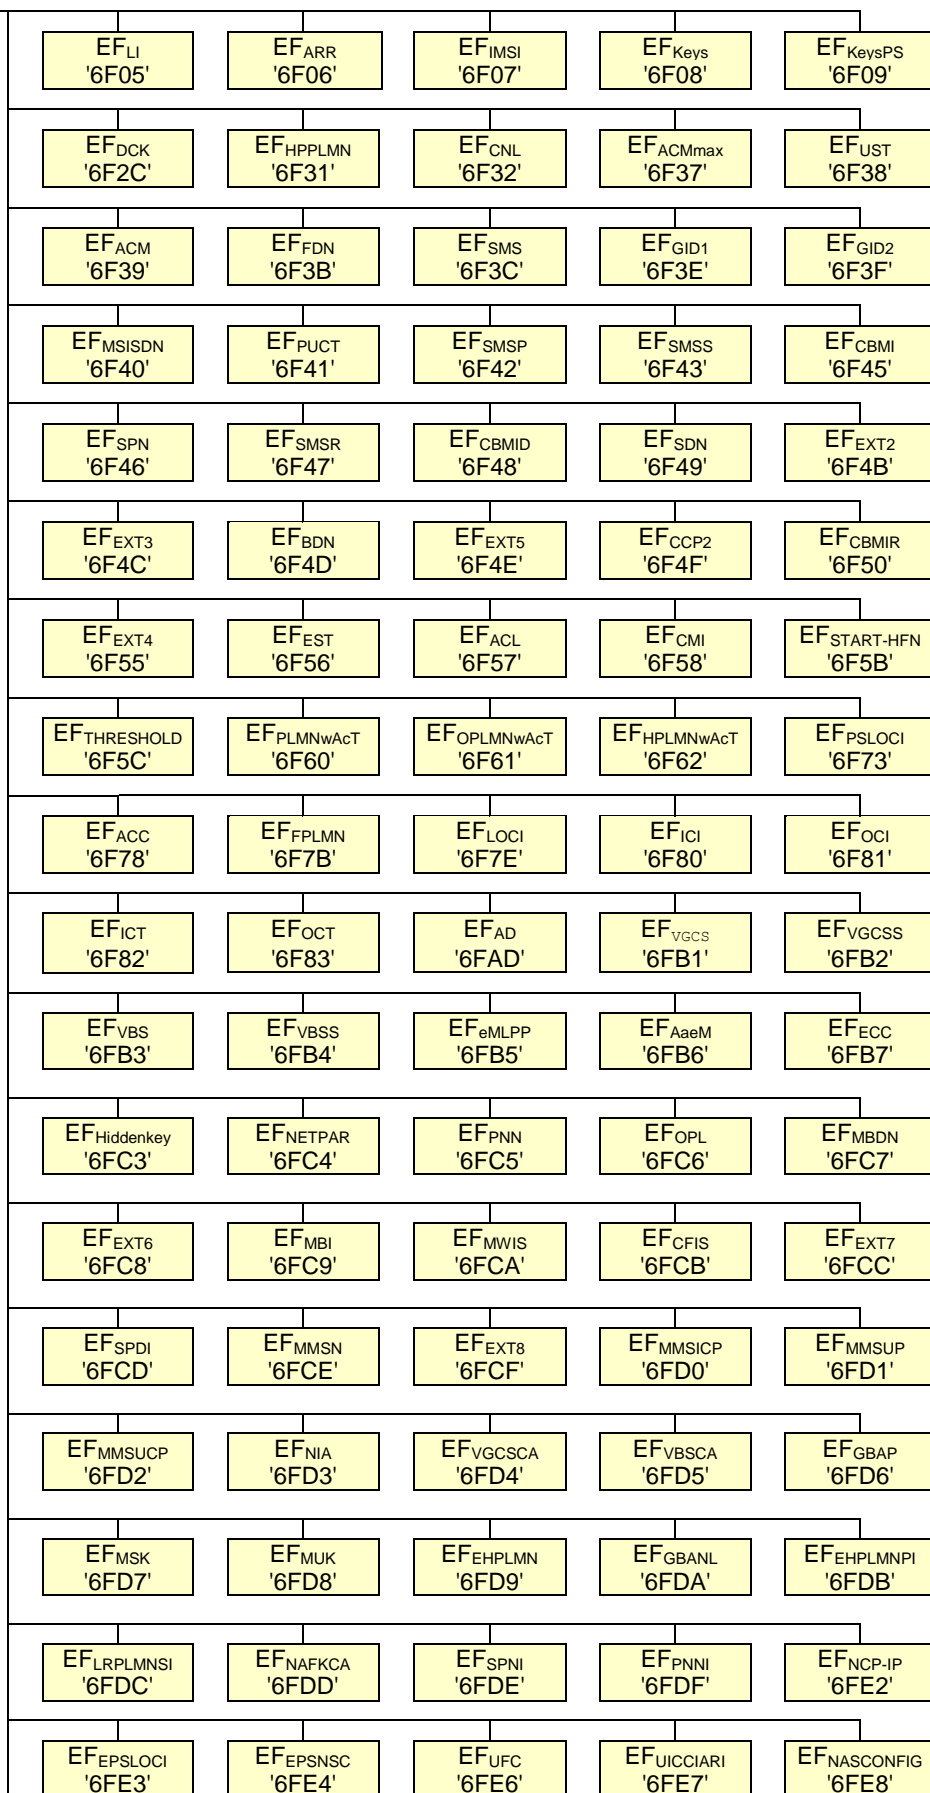 EFLI EFARR EFIMSI EFKeys EFKeysPS
'6F05' '6F06' '6F07' '6F08' '6F09'
EFDCK EFHPPLMN EFCNL EFACMmax EFUST
'6F2C' '6F31' '6F32' '6F37' '6F38'
EFACM EFFDN EFSMS EFGID1 EFGID2
'6F39' '6F3B' '6F3C' '6F3E' '6F3F'
EFMSISDN EFPUCT EFSMSP EFSMSS EFCBMI
'6F40' '6F41' '6F42' '6F43' '6F45'
EFSPN EFSMSR EFCBMID EFSDN EFEXT2
'6F46' '6F47' '6F48' '6F49' '6F4B'
EFEXT3 EFBDN EFEXT5 EFCCP2 EFCBMIR
'6F4C' '6F4D' '6F4E' '6F4F' '6F50'
EFEXT4 EFEST EFACL EFCMI EFSTART-HFN
'6F55' '6F56' '6F57' '6F58' '6F5B'
EFTHRESHOLD EFPLMNwAcT EFOPLMNwAcT EFHPLMNwAcT EFPSLOCI
'6F5C' '6F60' '6F61' '6F62' '6F73'
EFACC EFFPLMN EFLOCI EFICI EFOCI
'6F78' '6F7B' '6F7E' '6F80' '6F81'
EFICT EFOCT EFAD EFVGCS EFVGCSS
'6F82' '6F83' '6FAD' '6FB1' '6FB2'
EFVBS EFVBSS EFeMLPP EFAaeM EFECC
'6FB3' '6FB4' '6FB5' '6FB6' '6FB7'
EFHiddenkey EFNETPAR EFPNN EFOPL EFMBDN
'6FC3' '6FC4' '6FC5' '6FC6' '6FC7'
EFEXT6 EFMBI EFMWIS EFCFIS EFEXT7
'6FC8' '6FC9' '6FCA' '6FCB' '6FCC'
EFSPDI EFMMSN EFEXT8 EFMMSICP EFMMSUP
'6FCD' '6FCE' '6FCF' '6FD0' '6FD1'
EFMMSUCP EFNIA EFVGCSCA EFVBSCA EFGBAP
'6FD2' '6FD3' '6FD4' '6FD5' '6FD6'
EFMSK EFMUK EFEHPLMN EFGBANL EFEHPLMNPI
'6FD7' '6FD8' '6FD9' '6FDA' '6FDB'
EFLRPLMNSI EFNAFKCA EFSPNI EFPNNI EFNCP-IP
'6FDC' '6FDD' '6FDE' '6FDF' '6FE2'
EFEPSLOCI EFEPSNSC EFUFC EFUICCIARI EFNASCONFIG
'6FE3' '6FE4' '6FE6' '6FE7' '6FE8'